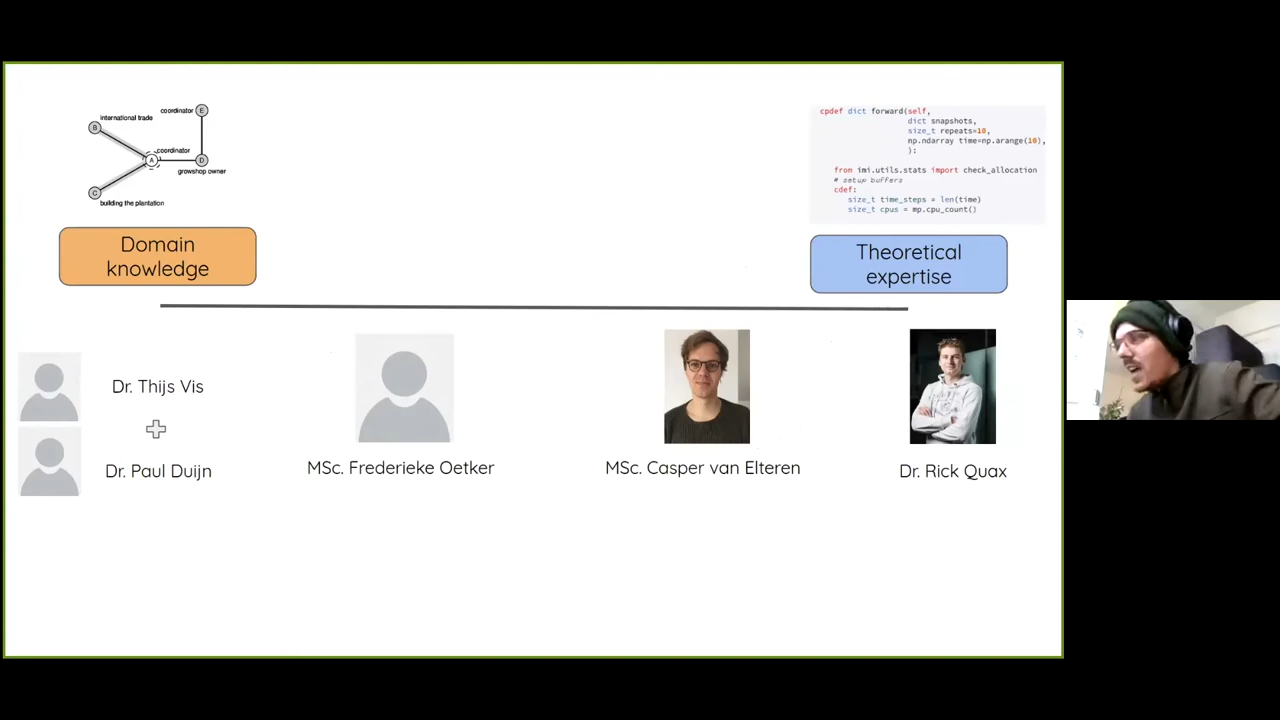 coordinator E
international trade
B
coordinator
A D
growshop owner
C
building the plantation
Domain
knowledge
cpdef dict forward(self,
dict snapshots,
size_t repeats=10,
np.ndarray time=np.arange(10),
):
from imi.utils.stats import check_allocation
# setup buffers
cdef:
size_t time_steps = len(time)
size_t cpus = mp.cpu_count()
Theoretical
expertise
Dr. Thijs Vis
Dr. Paul Duijn
MSc. Frederieke Oetker
MSc. Casper van Elteren
Dr. Rick Quax